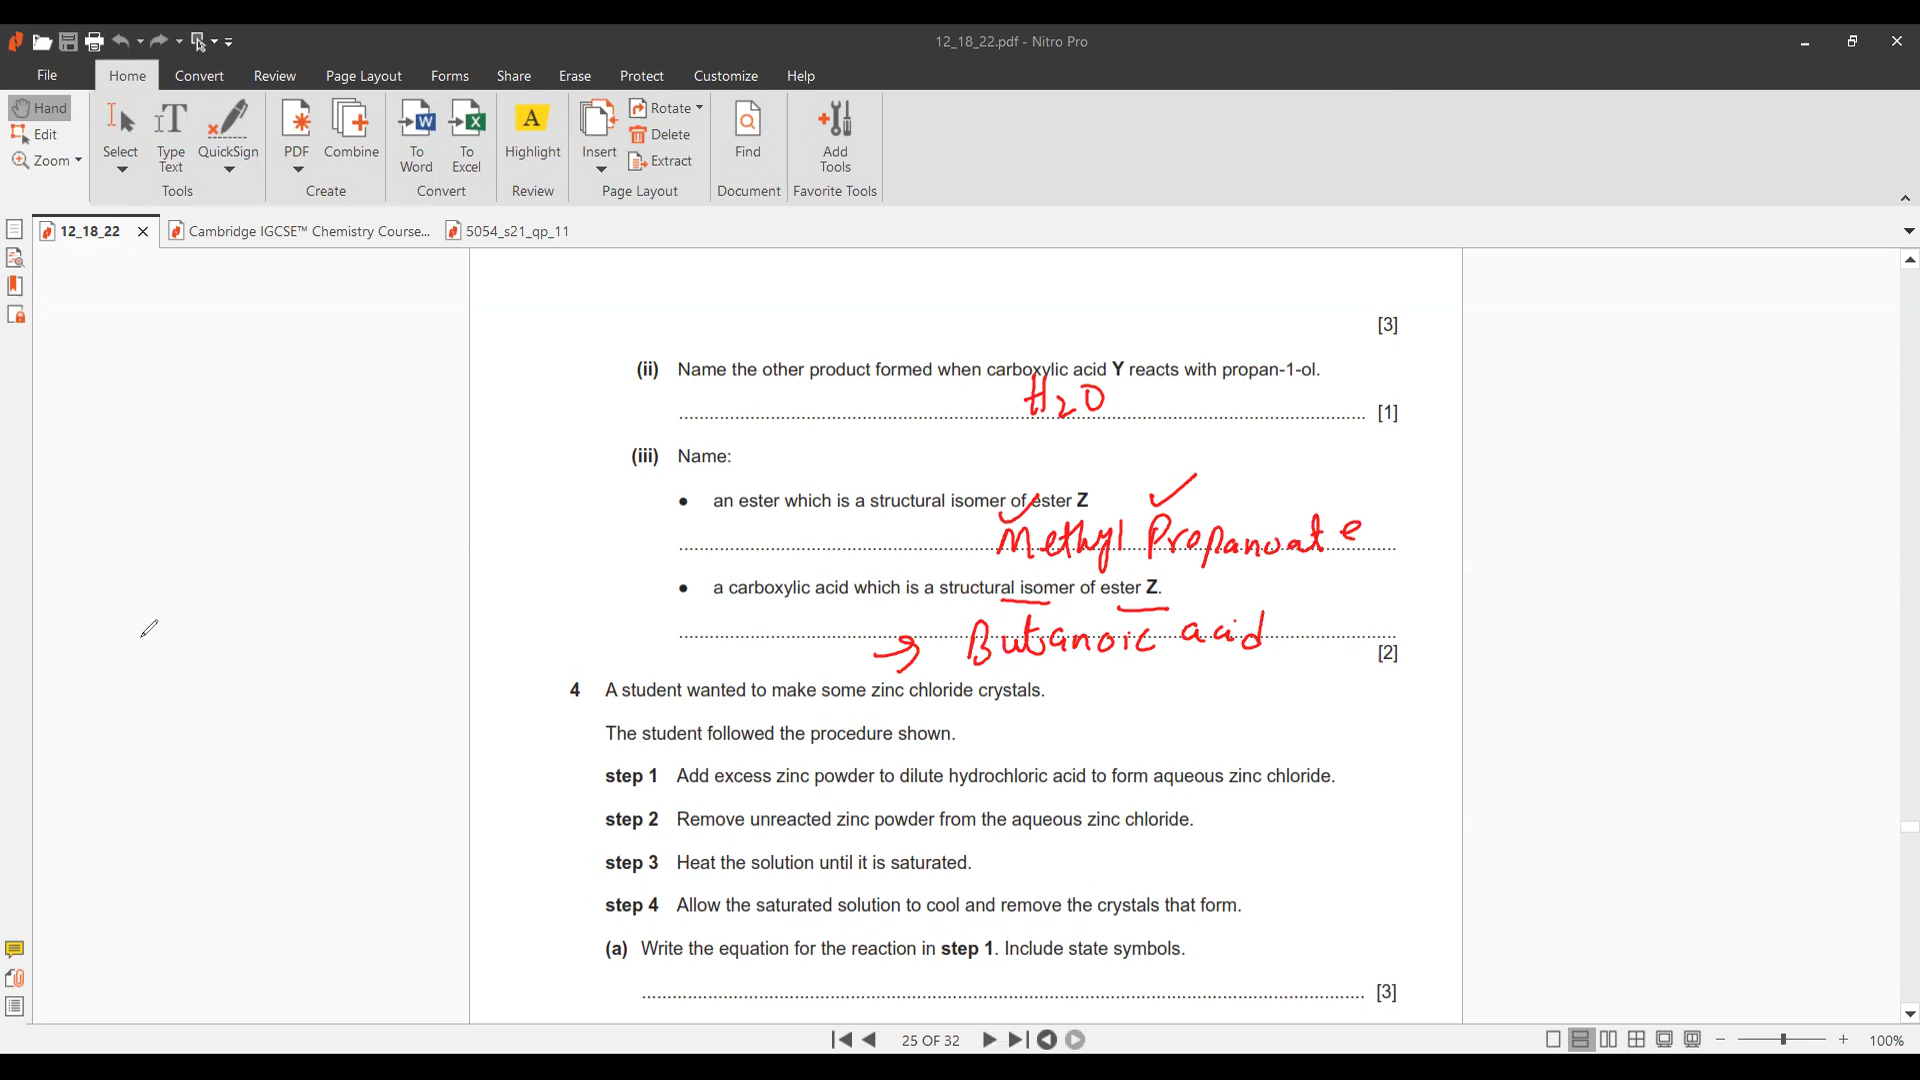 12_18_22.pdf - Nitro Pro
File Home Convert Review Page Layout Forms Share Erase Protect Customize Help
Hand
Edit
Zoom
Select
Type Text
QuickSign
Tools
PDF
Combine
Create
To Word
To Excel
Convert
Highlight
Review
Insert
Rotate
Delete
Extract
Page Layout
Find
Document
Add Tools
Favorite Tools
12_18_22 Cambridge IGCSE™ Chemistry Course... 5054_s21_qp_11
[3]
(ii) Name the other product formed when carboxylic acid Y reacts with propan-1-ol.
H2O
[1]
(iii) Name:
● an ester which is a structural isomer of ester Z
Methyl Propanoate
● a carboxylic acid which is a structural isomer of ester Z.
→ Butanoic acid
[2]
4 A student wanted to make some zinc chloride crystals.
The student followed the procedure shown.
step 1 Add excess zinc powder to dilute hydrochloric acid to form aqueous zinc chloride.
step 2 Remove unreacted zinc powder from the aqueous zinc chloride.
step 3 Heat the solution until it is saturated.
step 4 Allow the saturated solution to cool and remove the crystals that form.
(a) Write the equation for the reaction in step 1. Include state symbols.
[3]
25 OF 32
100%